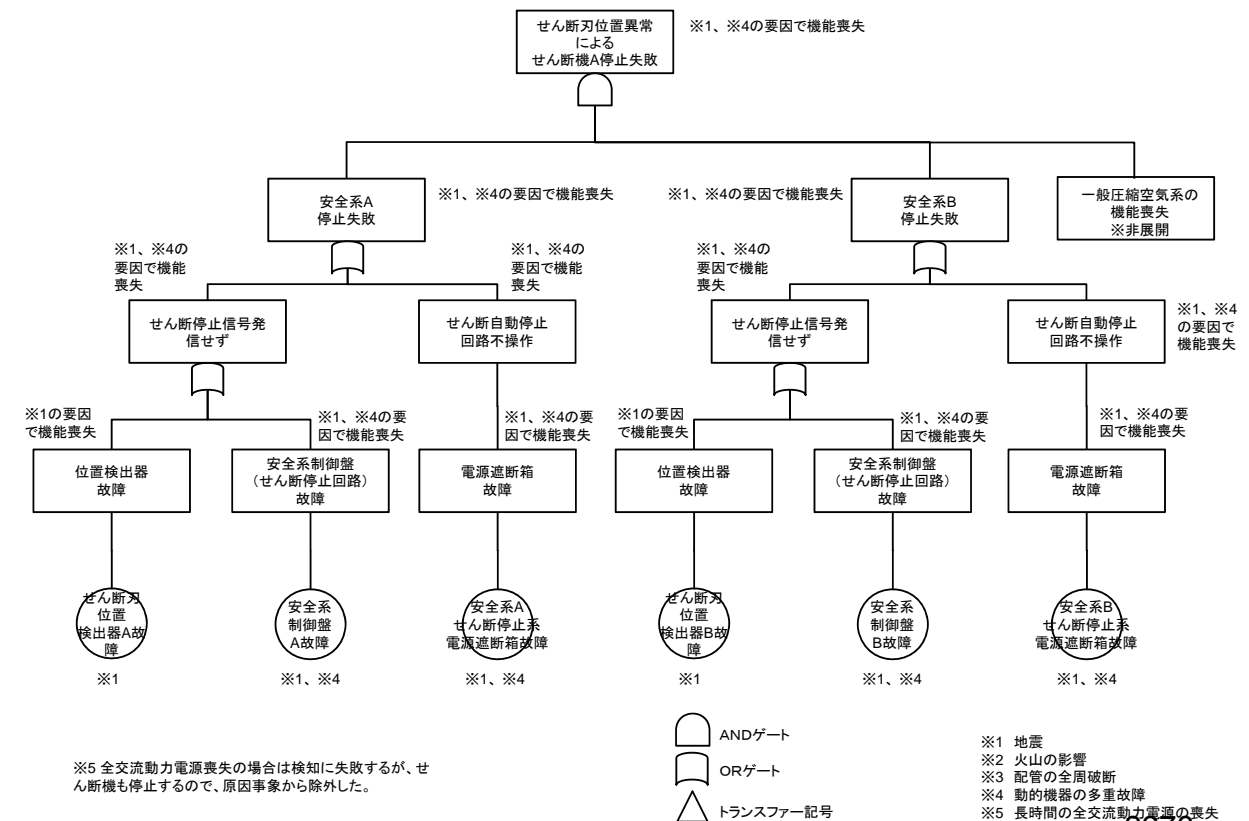 せん断刃位置異常
による
せん断機A停止失敗
※1、※4の要因で機能喪失
安全系A
停止失敗
※1、※4の要因で機能喪失
※1、※4の要因で機能喪失
安全系B
停止失敗
一般圧縮空気系の
機能喪失
※非展開
※1、※4の
要因で機能
喪失
※1、※4の
要因で機能
喪失
※1、※4の
要因で機能
喪失
せん断停止信号発
信せず
せん断自動停止
回路不操作
せん断停止信号発
信せず
せん断自動停止
回路不操作
※1、※4
の要因で
機能喪失
※1の要因
で機能喪失
※1、※4の要
因で機能喪失
※1、※4の要
因で機能喪失
※1の要因
で機能喪失
※1、※4の要
因で機能喪失
※1、※4の要
因で機能喪失
位置検出器
故障
安全系制御盤
（せん断停止回路）
故障
電源遮断箱
故障
位置検出器
故障
安全系制御盤
（せん断停止回路）
故障
電源遮断箱
故障
せん断刃
位置
検出器A故
障
安全系
制御盤
A故障
安全系A
せん断停止系
電源遮断箱故障
せん断刃
位置
検出器B故
障
安全系
制御盤
B故障
安全系B
せん断停止系
電源遮断箱故障
※1
※1、※4
※1、※4
※1
※1、※4
※1、※4
※5 全交流動力電源喪失の場合は検知に失敗するが、せ
ん断機も停止するので、原因事象から除外した。
ANDゲート
ORゲート
トランスファー記号
※1 地震
※2 火山の影響
※3 配管の全周破断
※4 動的機器の多重故障
※5 長時間の全交流動力電源の喪失